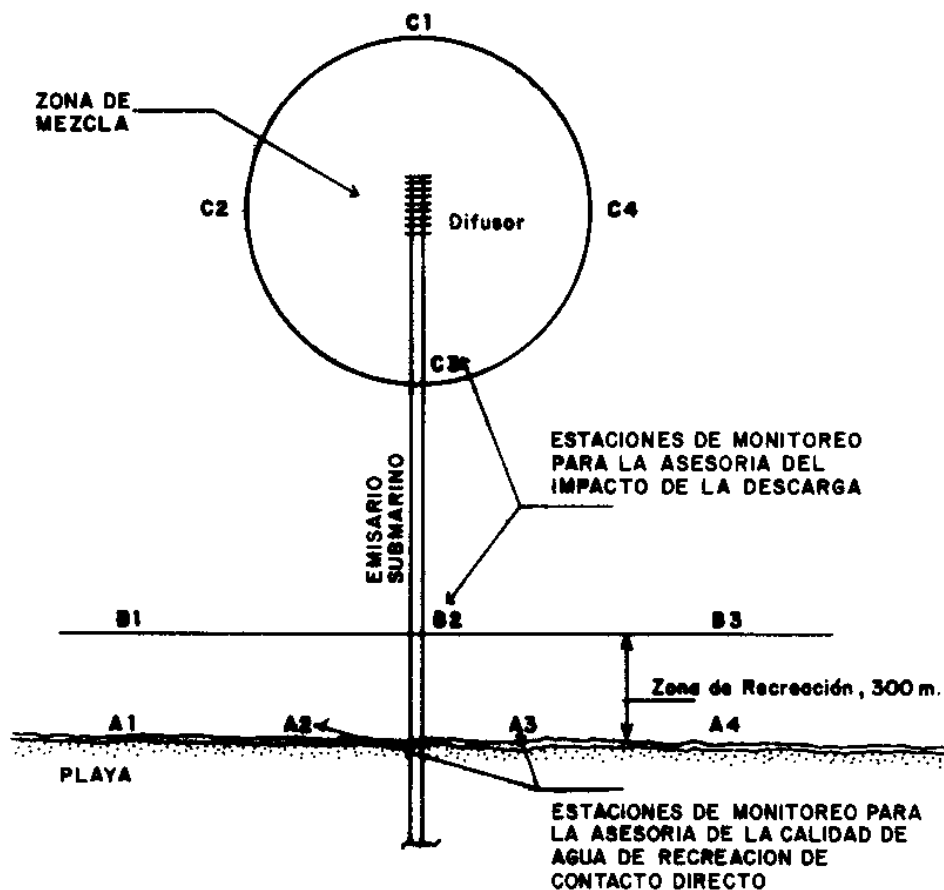 C1
ZONA DE
MEZCLA
C2
Difusor
C4
C3
ESTACIONES DE MONITOREO
PARA LA ASESORIA DEL
IMPACTO DE LA DESCARGA
EMISARIO
SUBMARINO
B1
B2
B3
Zona de Recreación, 300 m.
A1
A2
A3
A4
PLAYA
ESTACIONES DE MONITOREO PARA
LA ASESORIA DE LA CALIDAD DE
AGUA DE RECREACION DE
CONTACTO DIRECTO